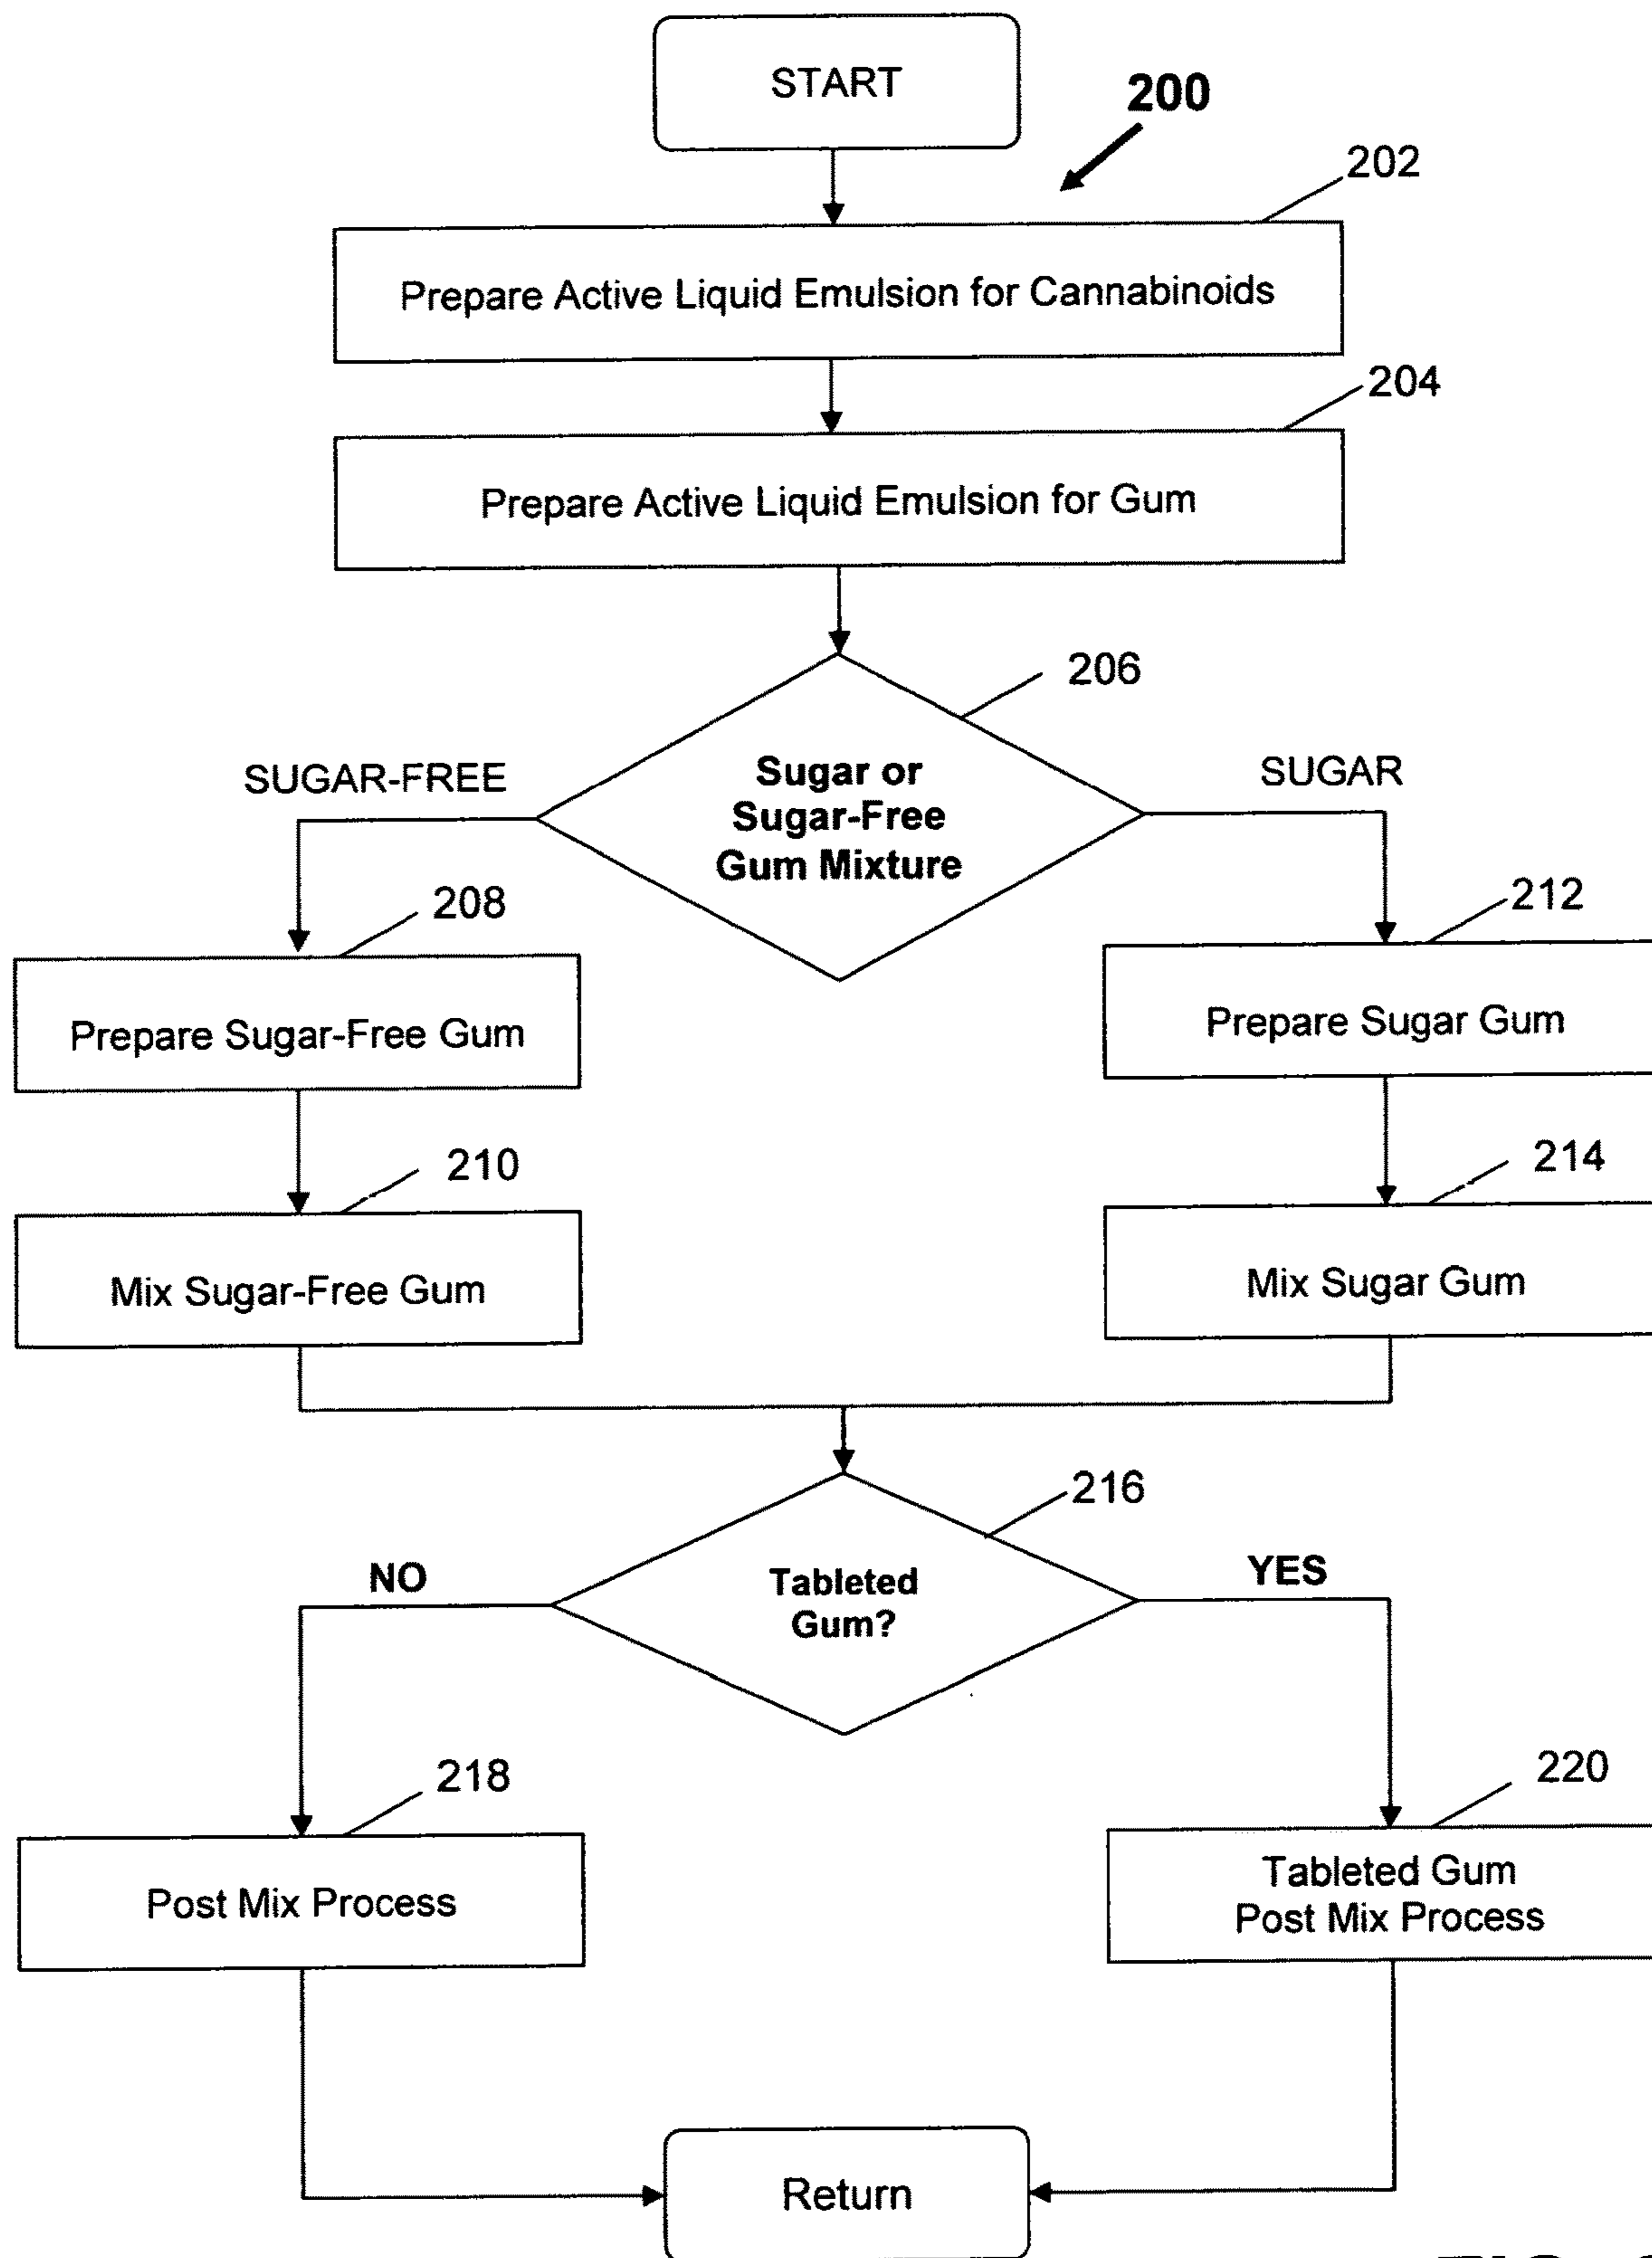 START
200
202
Prepare Active Liquid Emulsion for Cannabinoids
204
Prepare Active Liquid Emulsion for Gum
206
SUGAR-FREE
Sugar or
Sugar-Free
Gum Mixture
SUGAR
208
212
Prepare Sugar-Free Gum
Prepare Sugar Gum
210
214
Mix Sugar-Free Gum
Mix Sugar Gum
216
NO
Tableted
Gum?
YES
218
220
Post Mix Process
Tableted Gum
Post Mix Process
Return